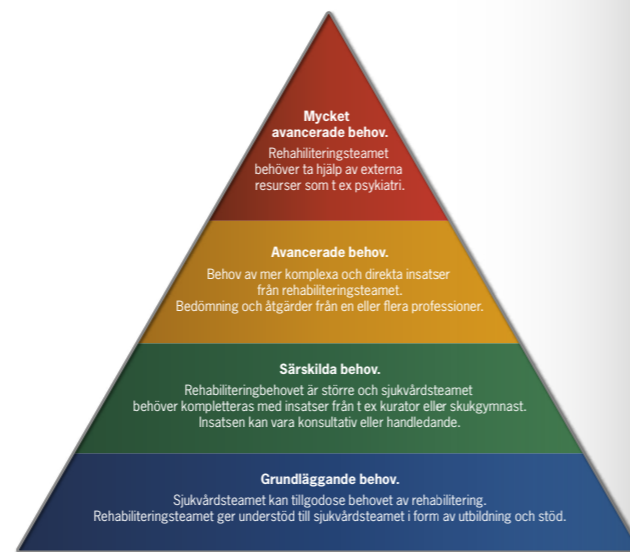 Mycket
avancerade behov.
Rehahiliteringsteamet
behöver ta hjälp av externa
resurser som t ex psykiatri.
Avancerade behov.
Behov av mer komplexa och direkta insatser
från rehabiliteringsteamet.
Bedömning och åtgärder från en eller flera professioner.
Särskilda behov.
Rehabiliteringbehovet är större och sjukvårdsteamet
behöver kompletteras med insatser från t ex kurator eller skukgymnast.
Insatsen kan vara konsultativ eller handledande.
Grundläggande behov.
Sjukvårdsteamet kan tillgodose behovet av rehabilitering.
Rehabiliteringsteamet ger understöd till sjukvårdsteamet i form av utbildning och stöd.